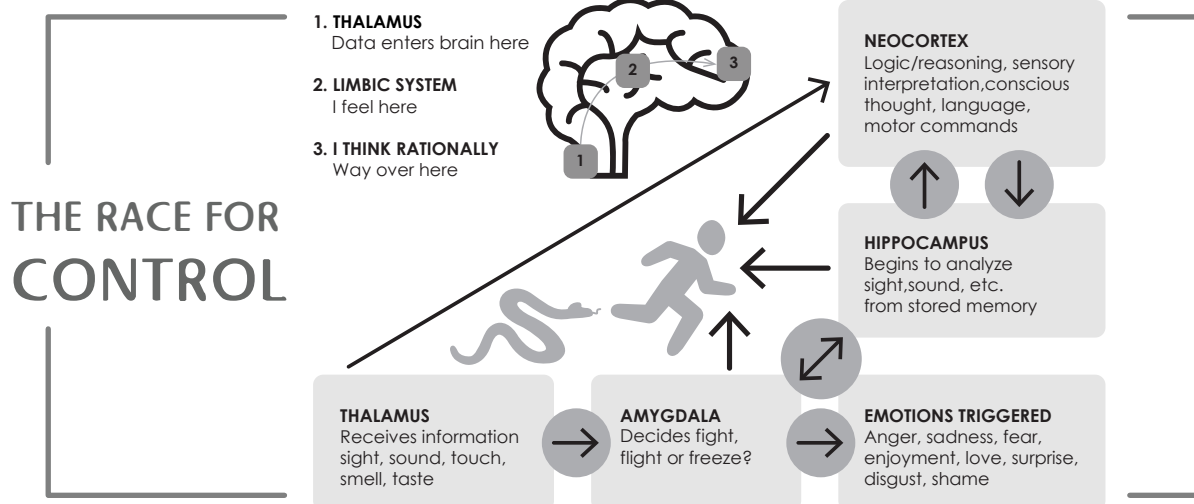 THE RACE FOR
CONTROL
1. THALAMUS
Data enters brain here
2. LIMBIC SYSTEM
I feel here
3. I THINK RATIONALLY
Way over here
1
2
3
NEOCORTEX
Logic/reasoning, sensory
interpretation,conscious
thought, language,
motor commands
HIPPOCAMPUS
Begins to analyze
sight,sound, etc.
from stored memory
THALAMUS
Receives information
sight, sound, touch,
smell, taste
AMYGDALA
Decides fight,
flight or freeze?
EMOTIONS TRIGGERED
Anger, sadness, fear,
enjoyment, love, surprise,
disgust, shame